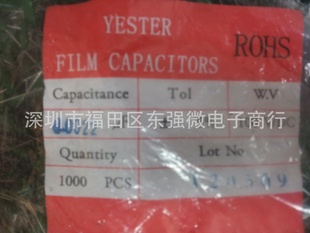 YESTER
ROHS
FILM CAPACITORS
Capacitance Tol W.V
深圳市福田区东强微电子商行
Quantity Lot No
1000 PCS